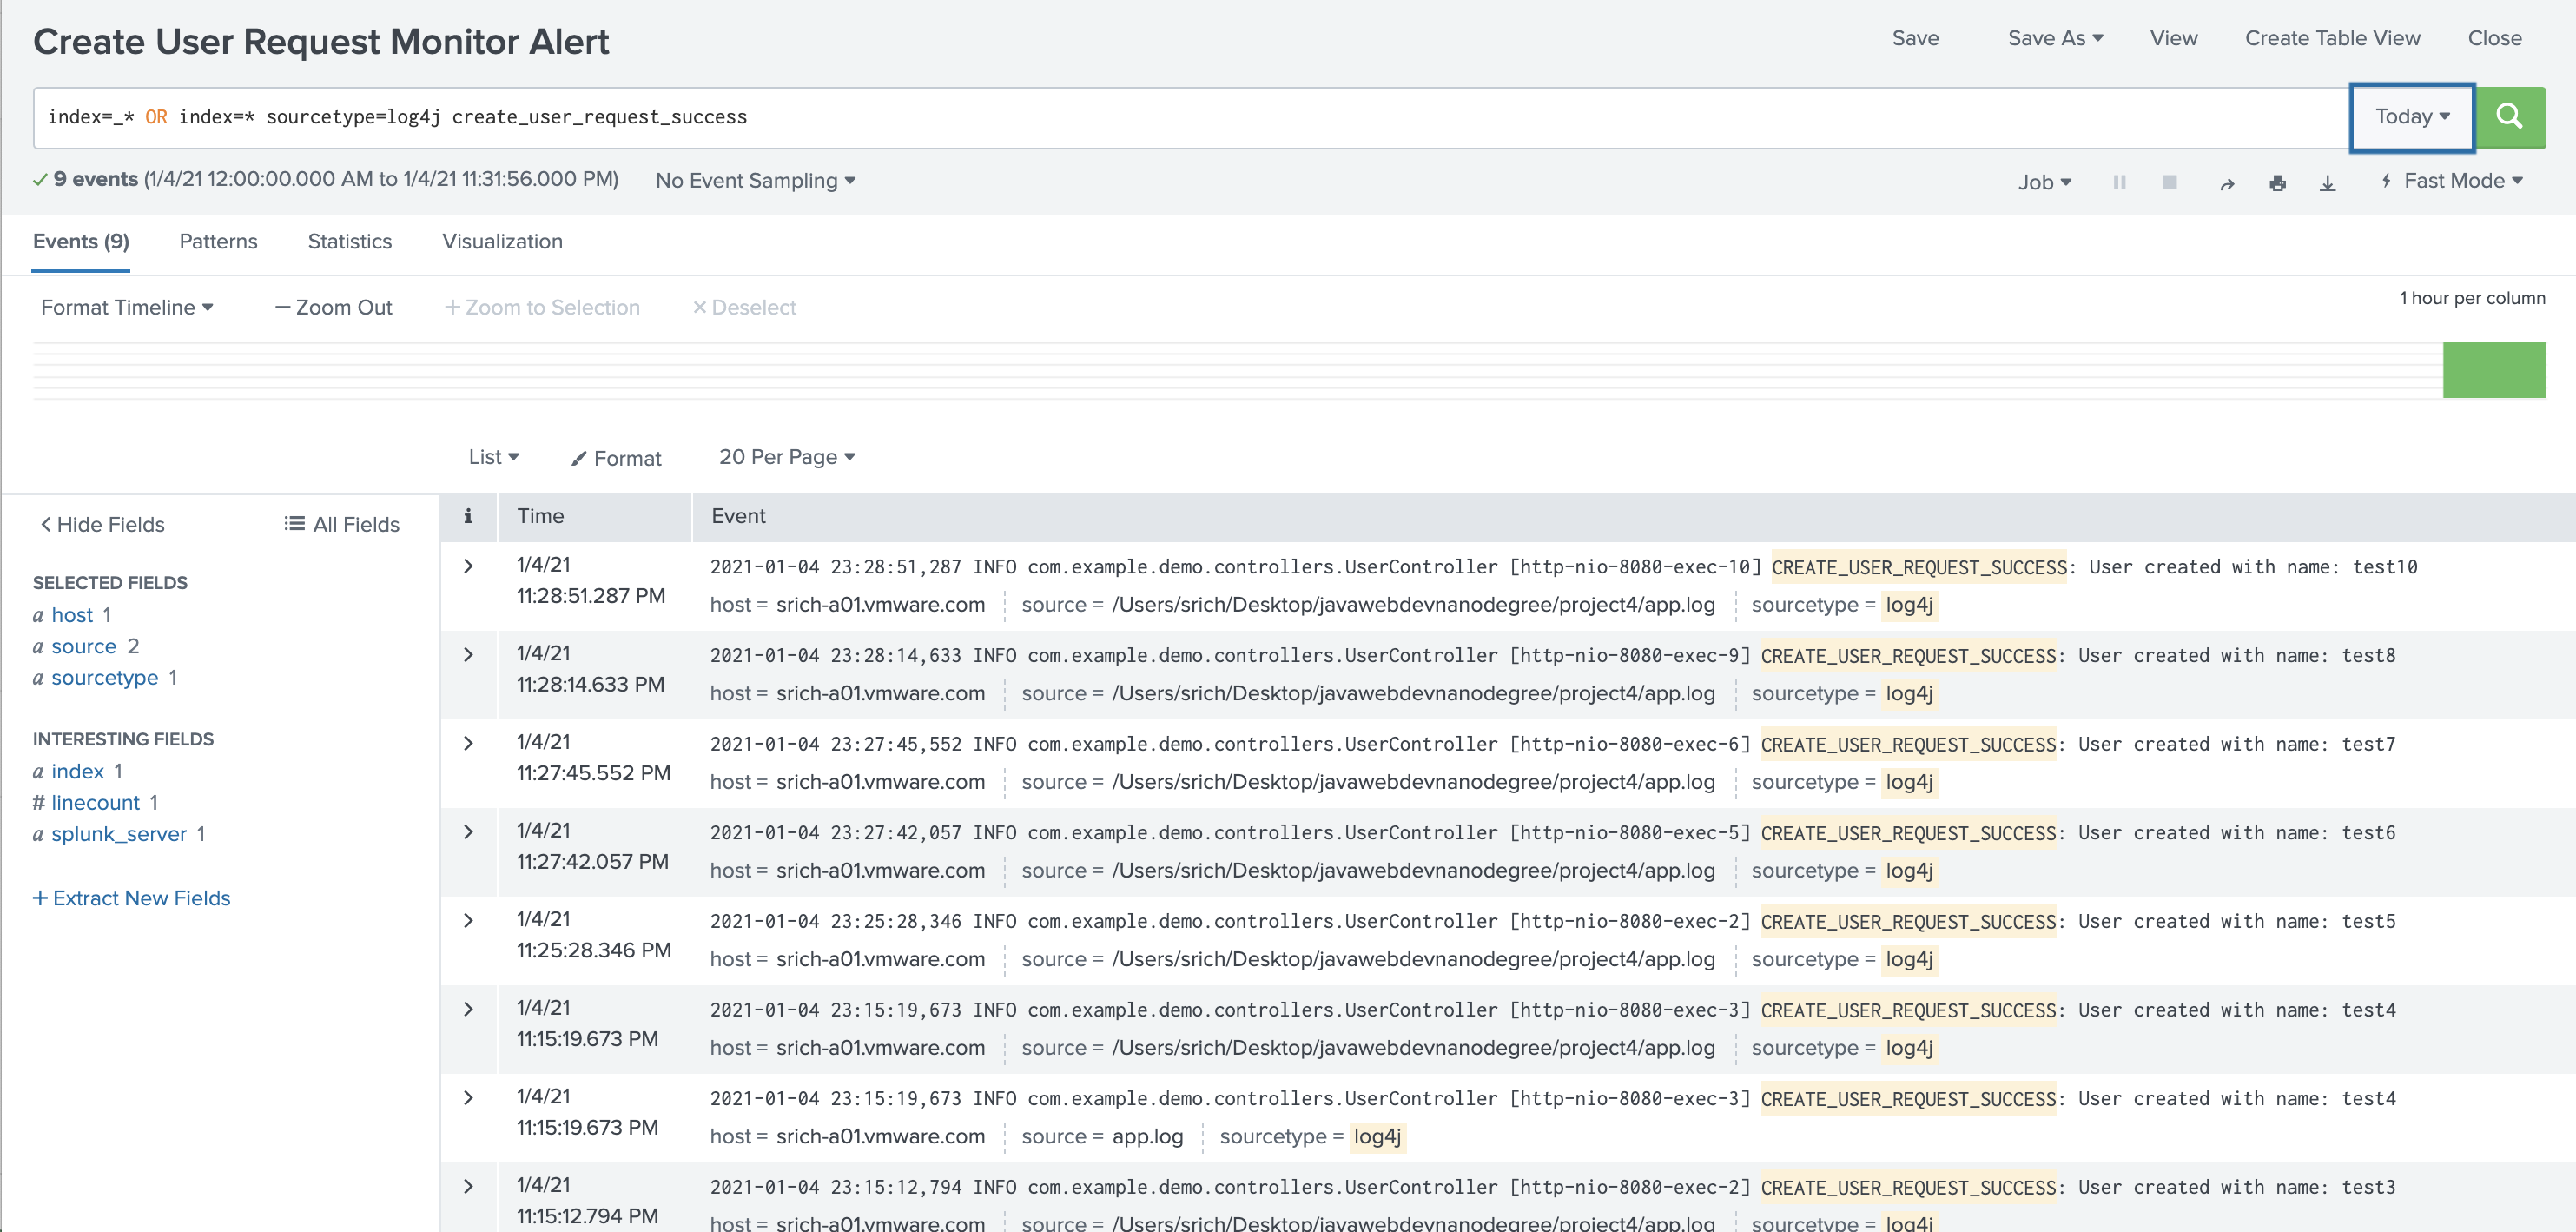 Create User Request Monitor Alert
Save Save As View Create Table View Close
index=_* OR index=* sourcetype=log4j create_user_request_success
Today
9 events (1/4/21 12:00:00.000 AM to 1/4/21 11:31:56.000 PM) No Event Sampling
Job Fast Mode
Events (9) Patterns Statistics Visualization
Format Timeline — Zoom Out + Zoom to Selection × Deselect
1 hour per column
List Format 20 Per Page
< Hide Fields All Fields
SELECTED FIELDS
a host 1
a source 2
a sourcetype 1
INTERESTING FIELDS
a index 1
# linecount 1
a splunk_server 1
+ Extract New Fields
i Time Event
1/4/21
11:28:51.287 PM
2021-01-04 23:28:51,287 INFO com.example.demo.controllers.UserController [http-nio-8080-exec-10] CREATE_USER_REQUEST_SUCCESS: User created with name: test10
host = srich-a01.vmware.com source = /Users/srich/Desktop/javawebdevnanodegree/project4/app.log sourcetype = log4j
1/4/21
11:28:14.633 PM
2021-01-04 23:28:14,633 INFO com.example.demo.controllers.UserController [http-nio-8080-exec-9] CREATE_USER_REQUEST_SUCCESS: User created with name: test8
host = srich-a01.vmware.com source = /Users/srich/Desktop/javawebdevnanodegree/project4/app.log sourcetype = log4j
1/4/21
11:27:45.552 PM
2021-01-04 23:27:45,552 INFO com.example.demo.controllers.UserController [http-nio-8080-exec-6] CREATE_USER_REQUEST_SUCCESS: User created with name: test7
host = srich-a01.vmware.com source = /Users/srich/Desktop/javawebdevnanodegree/project4/app.log sourcetype = log4j
1/4/21
11:27:42.057 PM
2021-01-04 23:27:42,057 INFO com.example.demo.controllers.UserController [http-nio-8080-exec-5] CREATE_USER_REQUEST_SUCCESS: User created with name: test6
host = srich-a01.vmware.com source = /Users/srich/Desktop/javawebdevnanodegree/project4/app.log sourcetype = log4j
1/4/21
11:25:28.346 PM
2021-01-04 23:25:28,346 INFO com.example.demo.controllers.UserController [http-nio-8080-exec-2] CREATE_USER_REQUEST_SUCCESS: User created with name: test5
host = srich-a01.vmware.com source = /Users/srich/Desktop/javawebdevnanodegree/project4/app.log sourcetype = log4j
1/4/21
11:15:19.673 PM
2021-01-04 23:15:19,673 INFO com.example.demo.controllers.UserController [http-nio-8080-exec-3] CREATE_USER_REQUEST_SUCCESS: User created with name: test4
host = srich-a01.vmware.com source = /Users/srich/Desktop/javawebdevnanodegree/project4/app.log sourcetype = log4j
1/4/21
11:15:19.673 PM
2021-01-04 23:15:19,673 INFO com.example.demo.controllers.UserController [http-nio-8080-exec-3] CREATE_USER_REQUEST_SUCCESS: User created with name: test4
host = srich-a01.vmware.com source = app.log sourcetype = log4j
1/4/21
11:15:12.794 PM
2021-01-04 23:15:12,794 INFO com.example.demo.controllers.UserController [http-nio-8080-exec-2] CREATE_USER_REQUEST_SUCCESS: User created with name: test3
host = srich-a01.vmware.com source = /Users/srich/Desktop/javawebdevnanodegree/project4/app.log sourcetype = log4j